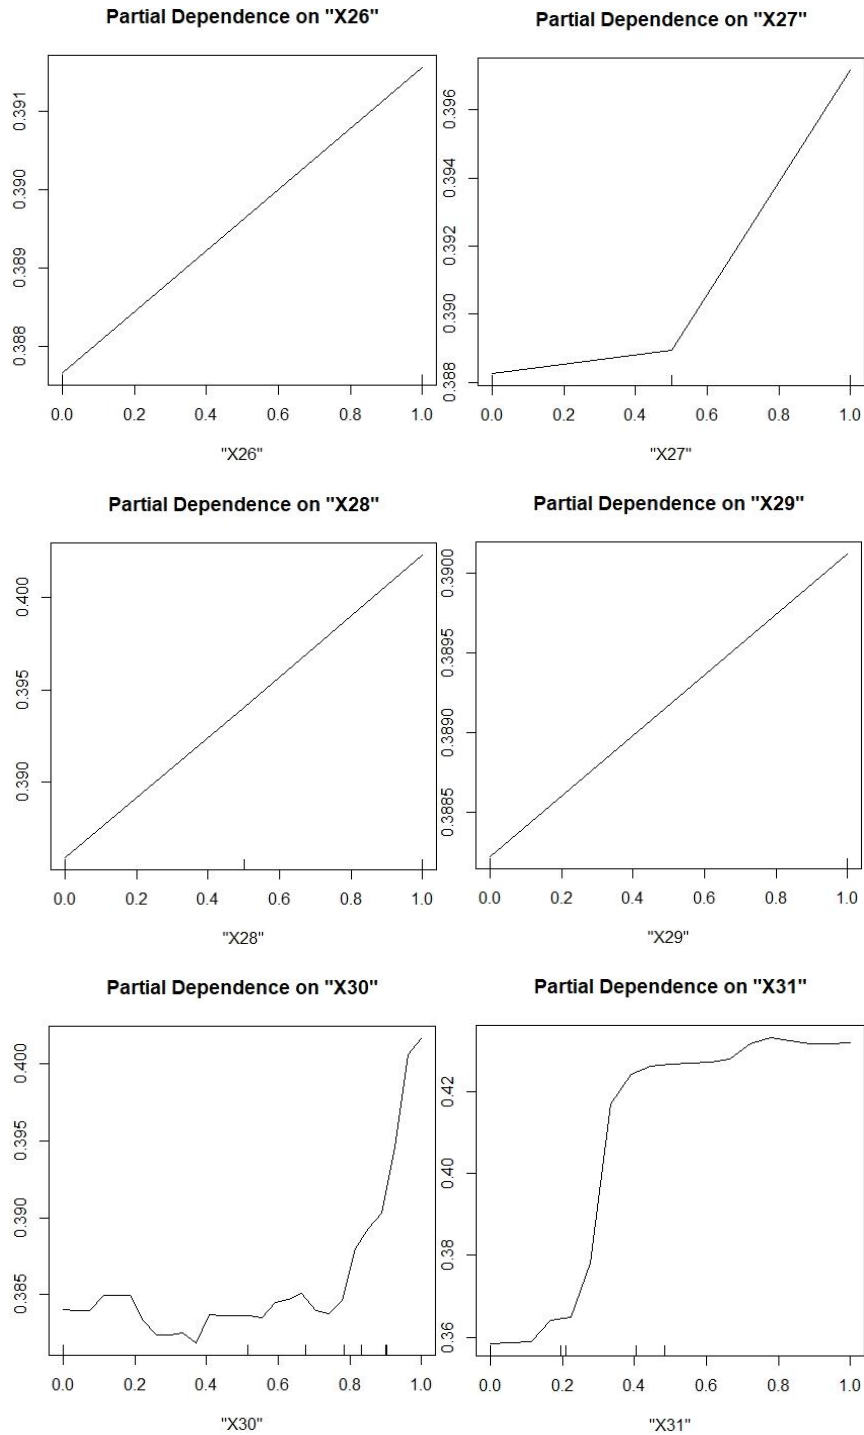 Partial Dependence on "X26"
0.391
0.390
0.389
0.388
0.0 0.2 0.4 0.6 0.8 1.0
"X26"
Partial Dependence on "X27"
0.396
0.394
0.392
0.390
0.388
0.0 0.2 0.4 0.6 0.8 1.0
"X27"
Partial Dependence on "X28"
0.400
0.395
0.390
0.0 0.2 0.4 0.6 0.8 1.0
"X28"
Partial Dependence on "X29"
0.3900
0.3895
0.3890
0.3885
0.0 0.2 0.4 0.6 0.8 1.0
"X29"
Partial Dependence on "X30"
0.400
0.395
0.390
0.385
0.0 0.2 0.4 0.6 0.8 1.0
"X30"
Partial Dependence on "X31"
0.42
0.40
0.38
0.36
0.0 0.2 0.4 0.6 0.8 1.0
"X31"